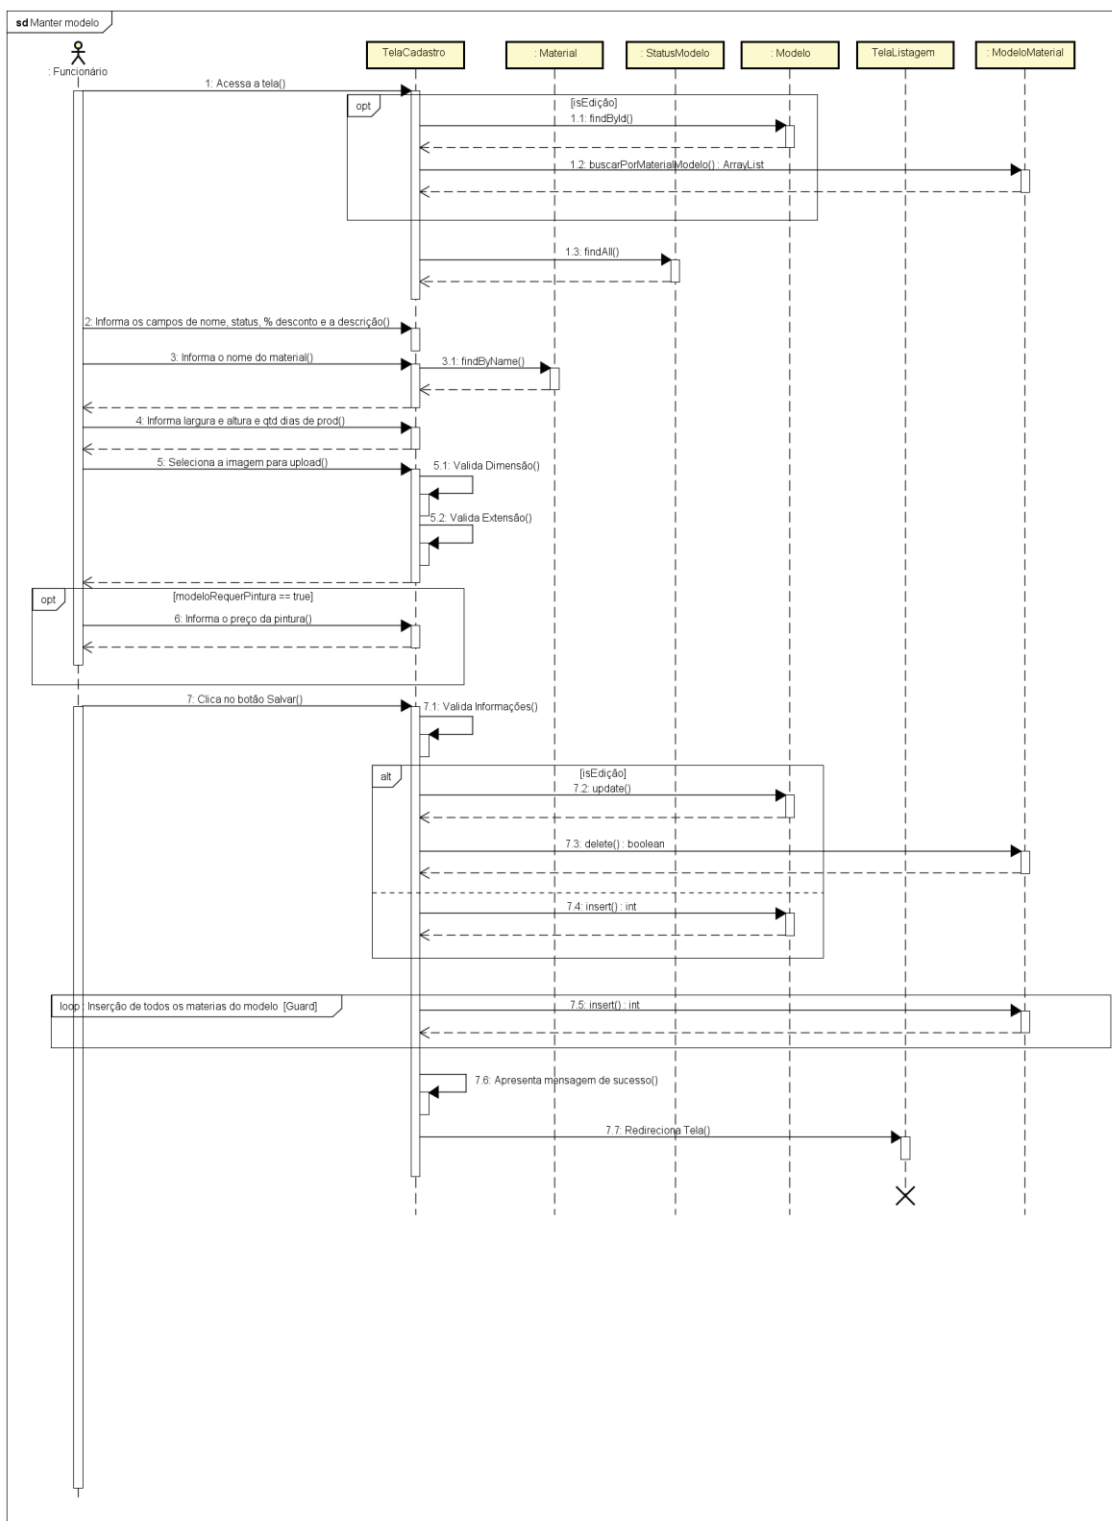 sd Manter modelo
: Funcionário
TelaCadastro
: Material
: StatusModelo
: Modelo
TelaListagem
: ModeloMaterial
1: Acessa a tela()
opt
[isEdição]
1.1: findById()
1.2: buscarPorMaterialModelo() : ArrayList
1.3: findAll()
2: Informa os campos de nome, status, % desconto e a descrição()
3: Informa o nome do material()
3.1: findByName()
4: Informa largura e altura e qtd dias de prod()
5: Seleciona a imagem para upload()
5.1: Valida Dimensão()
5.2: Valida Extensão()
opt
[modeloRequerPintura == true]
6: Informa o preço da pintura()
7: Clica no botão Salvar()
7.1: Valida Informações()
alt
[isEdição]
7.2: update()
7.3: delete() : boolean
7.4: insert() : int
loop : Inserção de todos os materias do modelo [Guard]
7.5: insert() : int
7.6: Apresenta mensagem de sucesso()
7.7: Redireciona Tela()